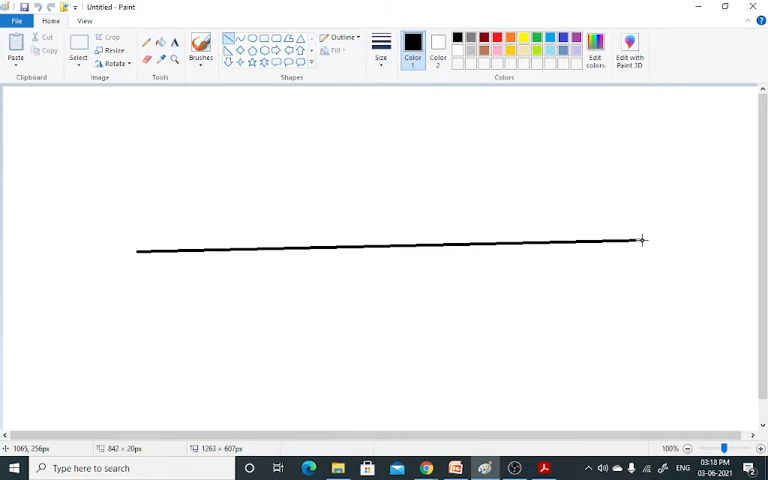 Untitled - Paint
File Home View
Paste
Cut
Copy
Clipboard
Select
Crop
Resize
Rotate
Image
Tools
Brushes
Outline
Fill
Shapes
Size
Color 1
Color 2
Colors
Edit colors
Edit with Paint 3D
1065, 256px 842 × 20px 1263 × 607px 100%
Type here to search
ENG
03:18 PM
03-06-2021
2